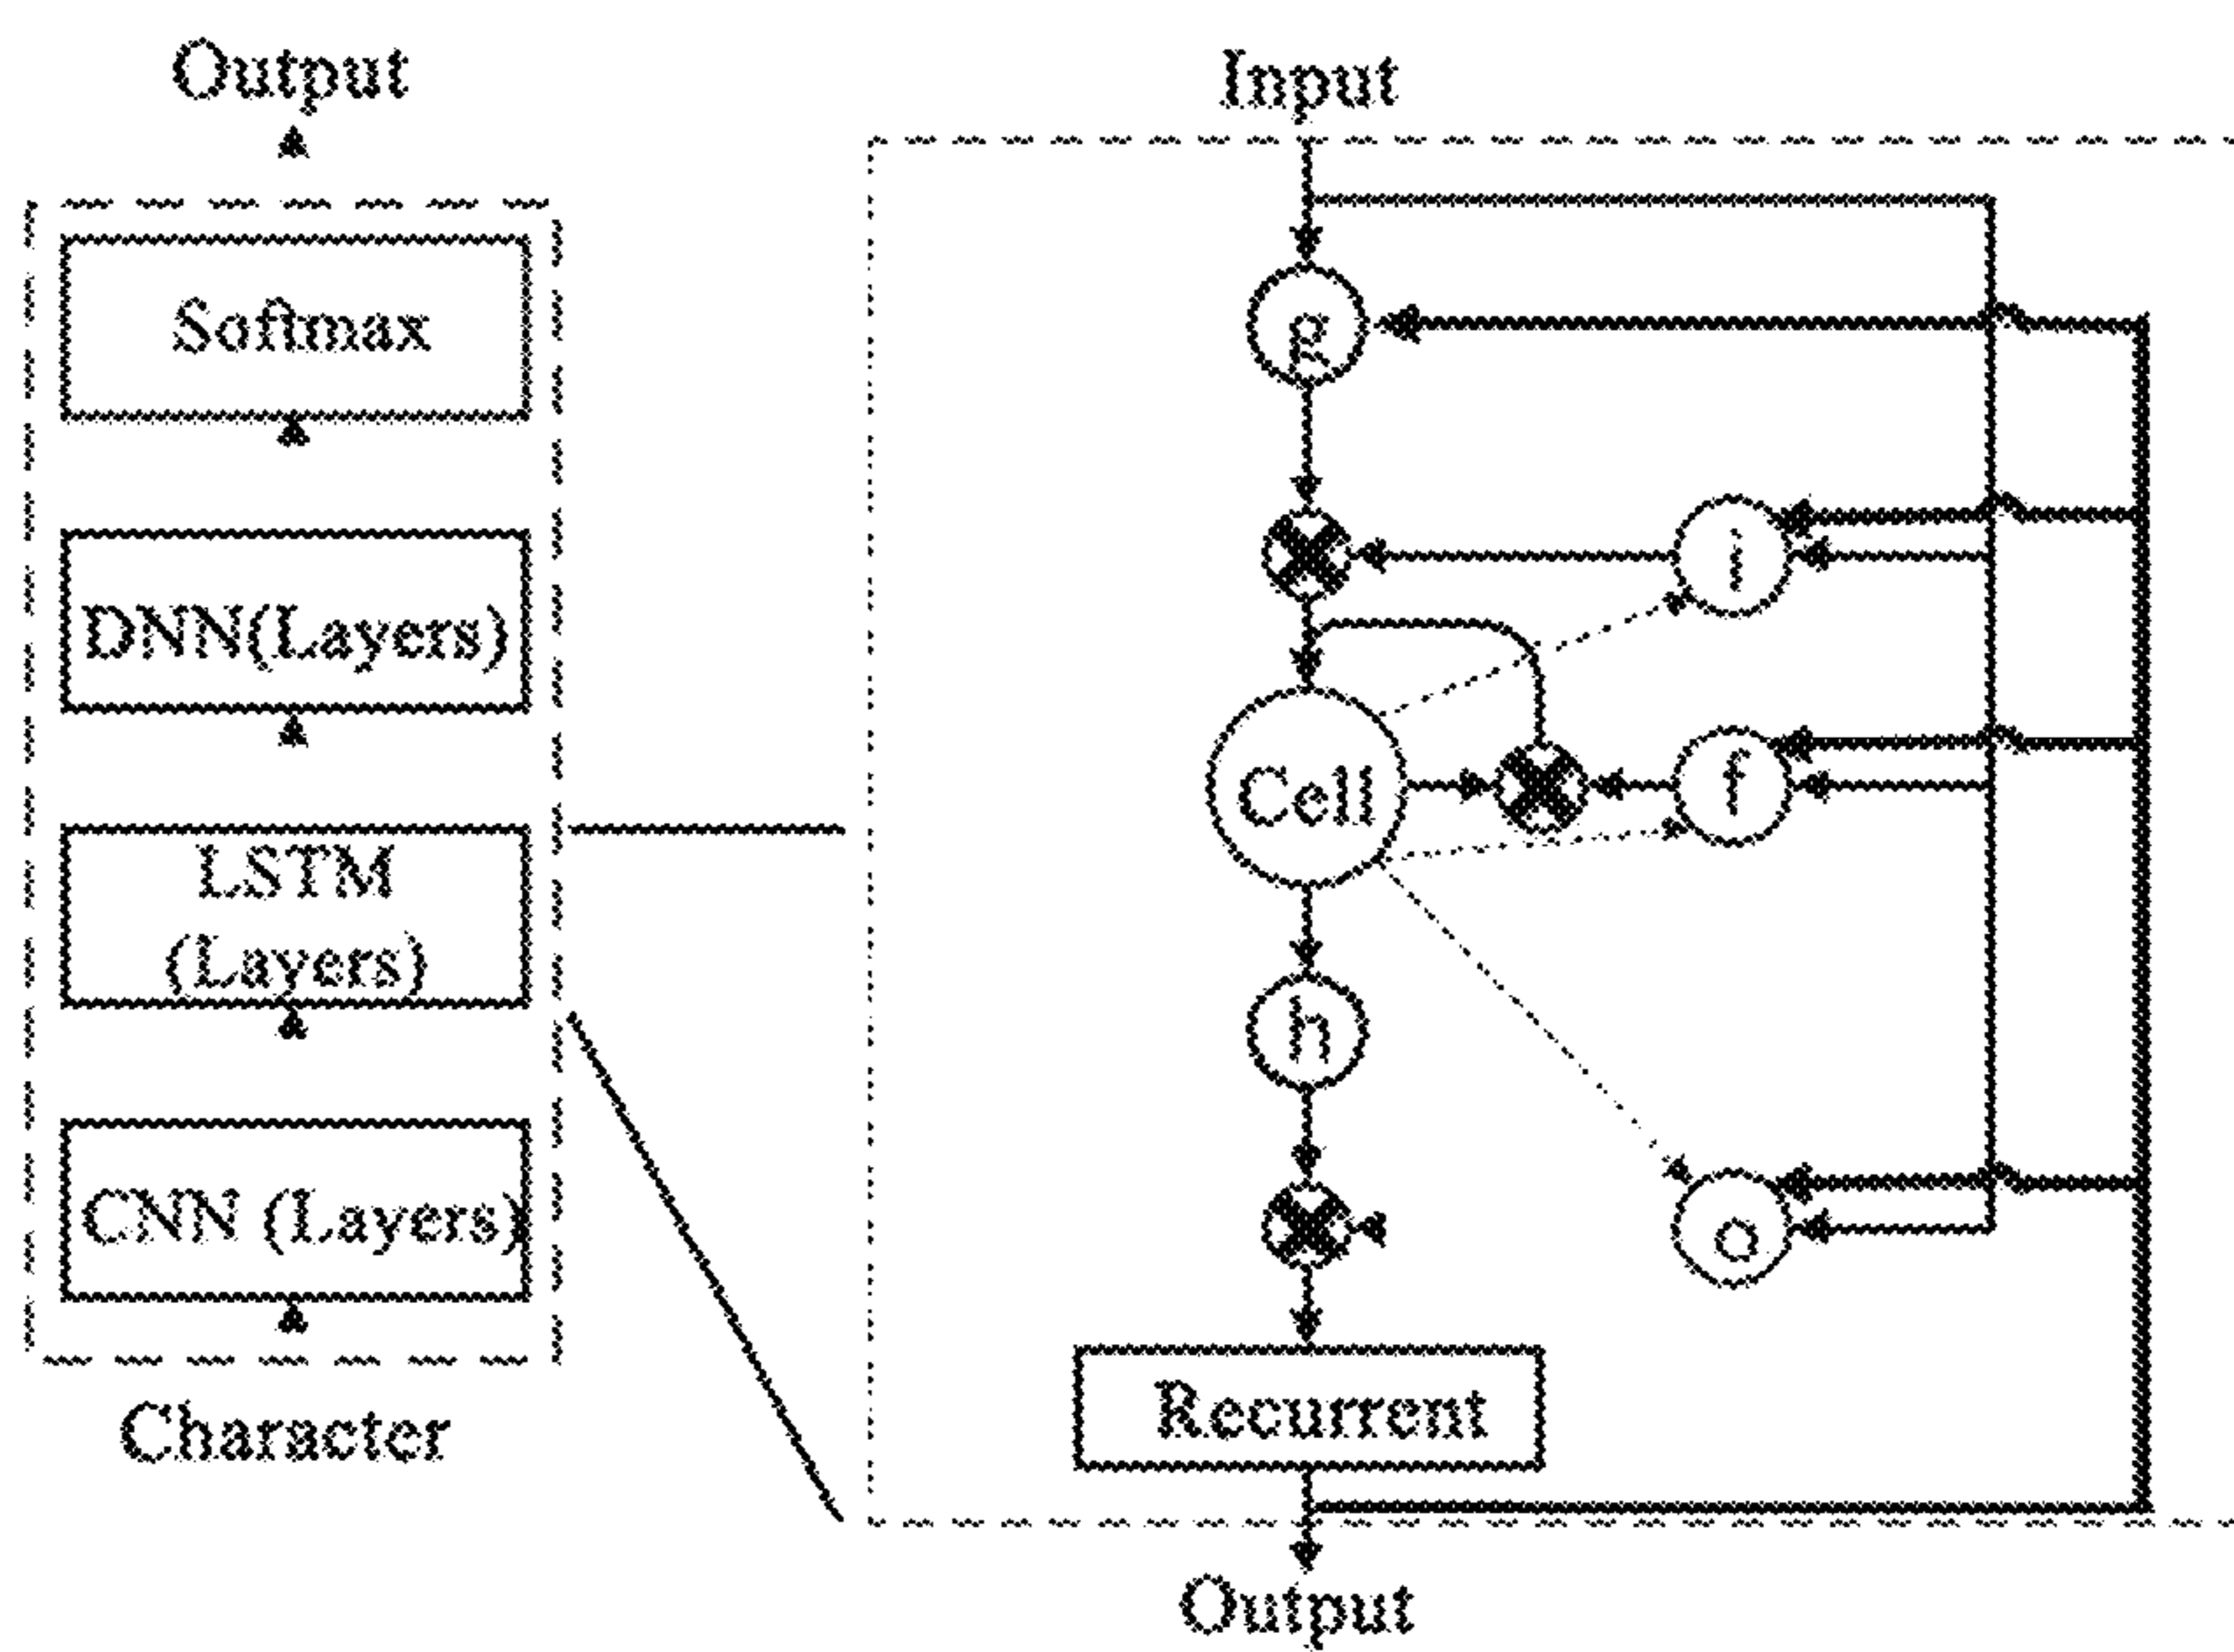 Output
Softmax
DNN(Layers)
LSTM
(Layers)
CNN (Layers)
Character
Input
g
i
f
Cell
h
o
Recurrent
Output